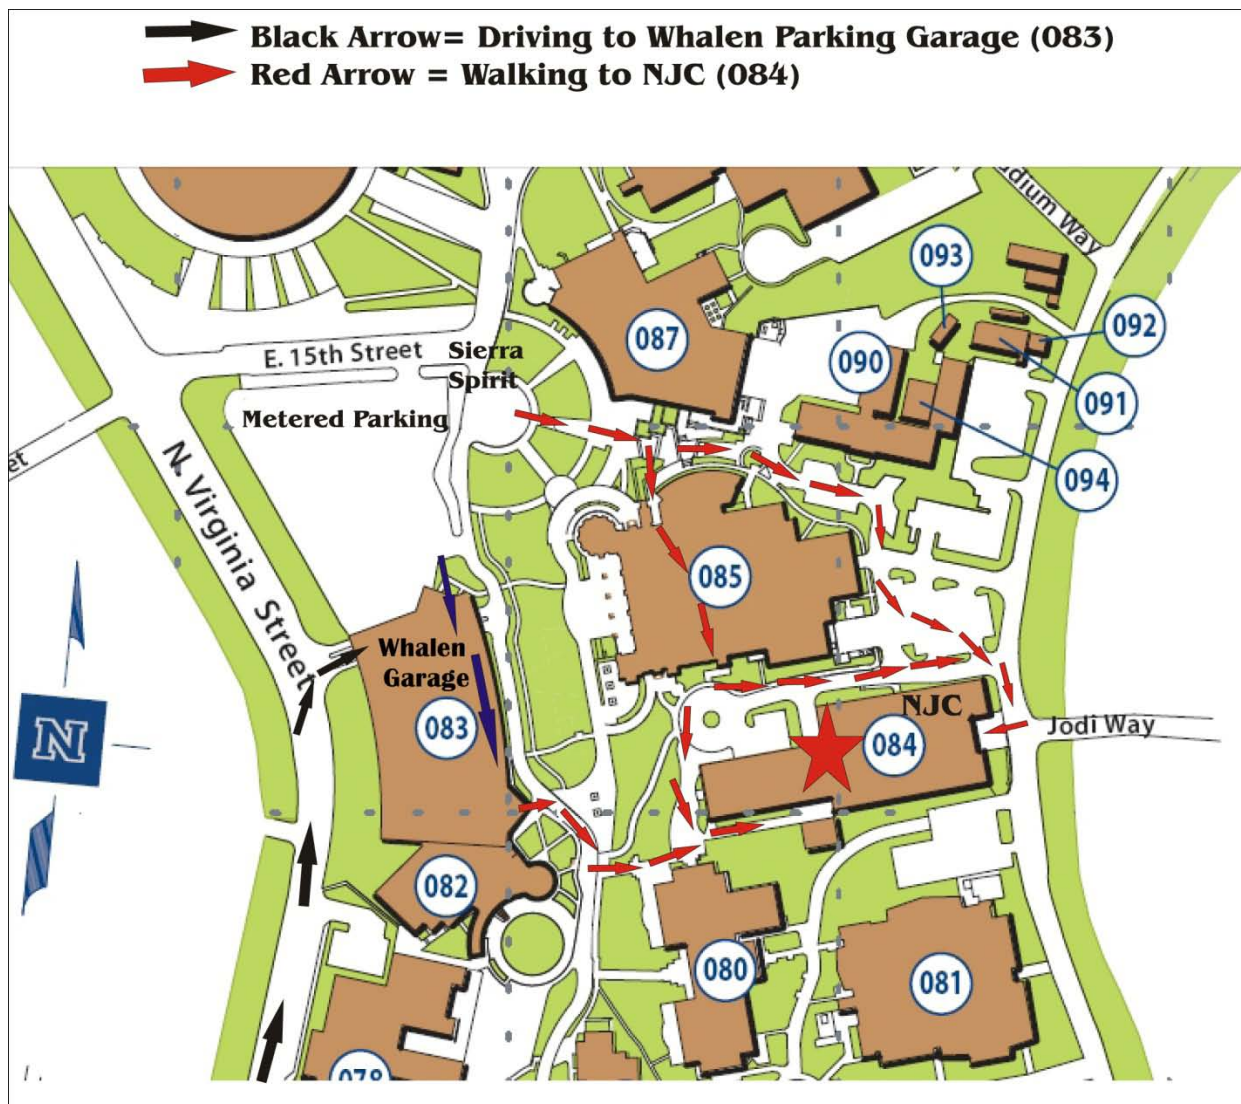 Black Arrow= Driving to Whalen Parking Garage (083)
Red Arrow = Walking to NJC (084)
Way
093
092
087
090
E. 15th Street
Sierra
Spirit
Metered Parking
091
094
N. Virginia Street
085
Whalen
Garage
083
NJC
084
Jodi Way
N
082
080
081
078